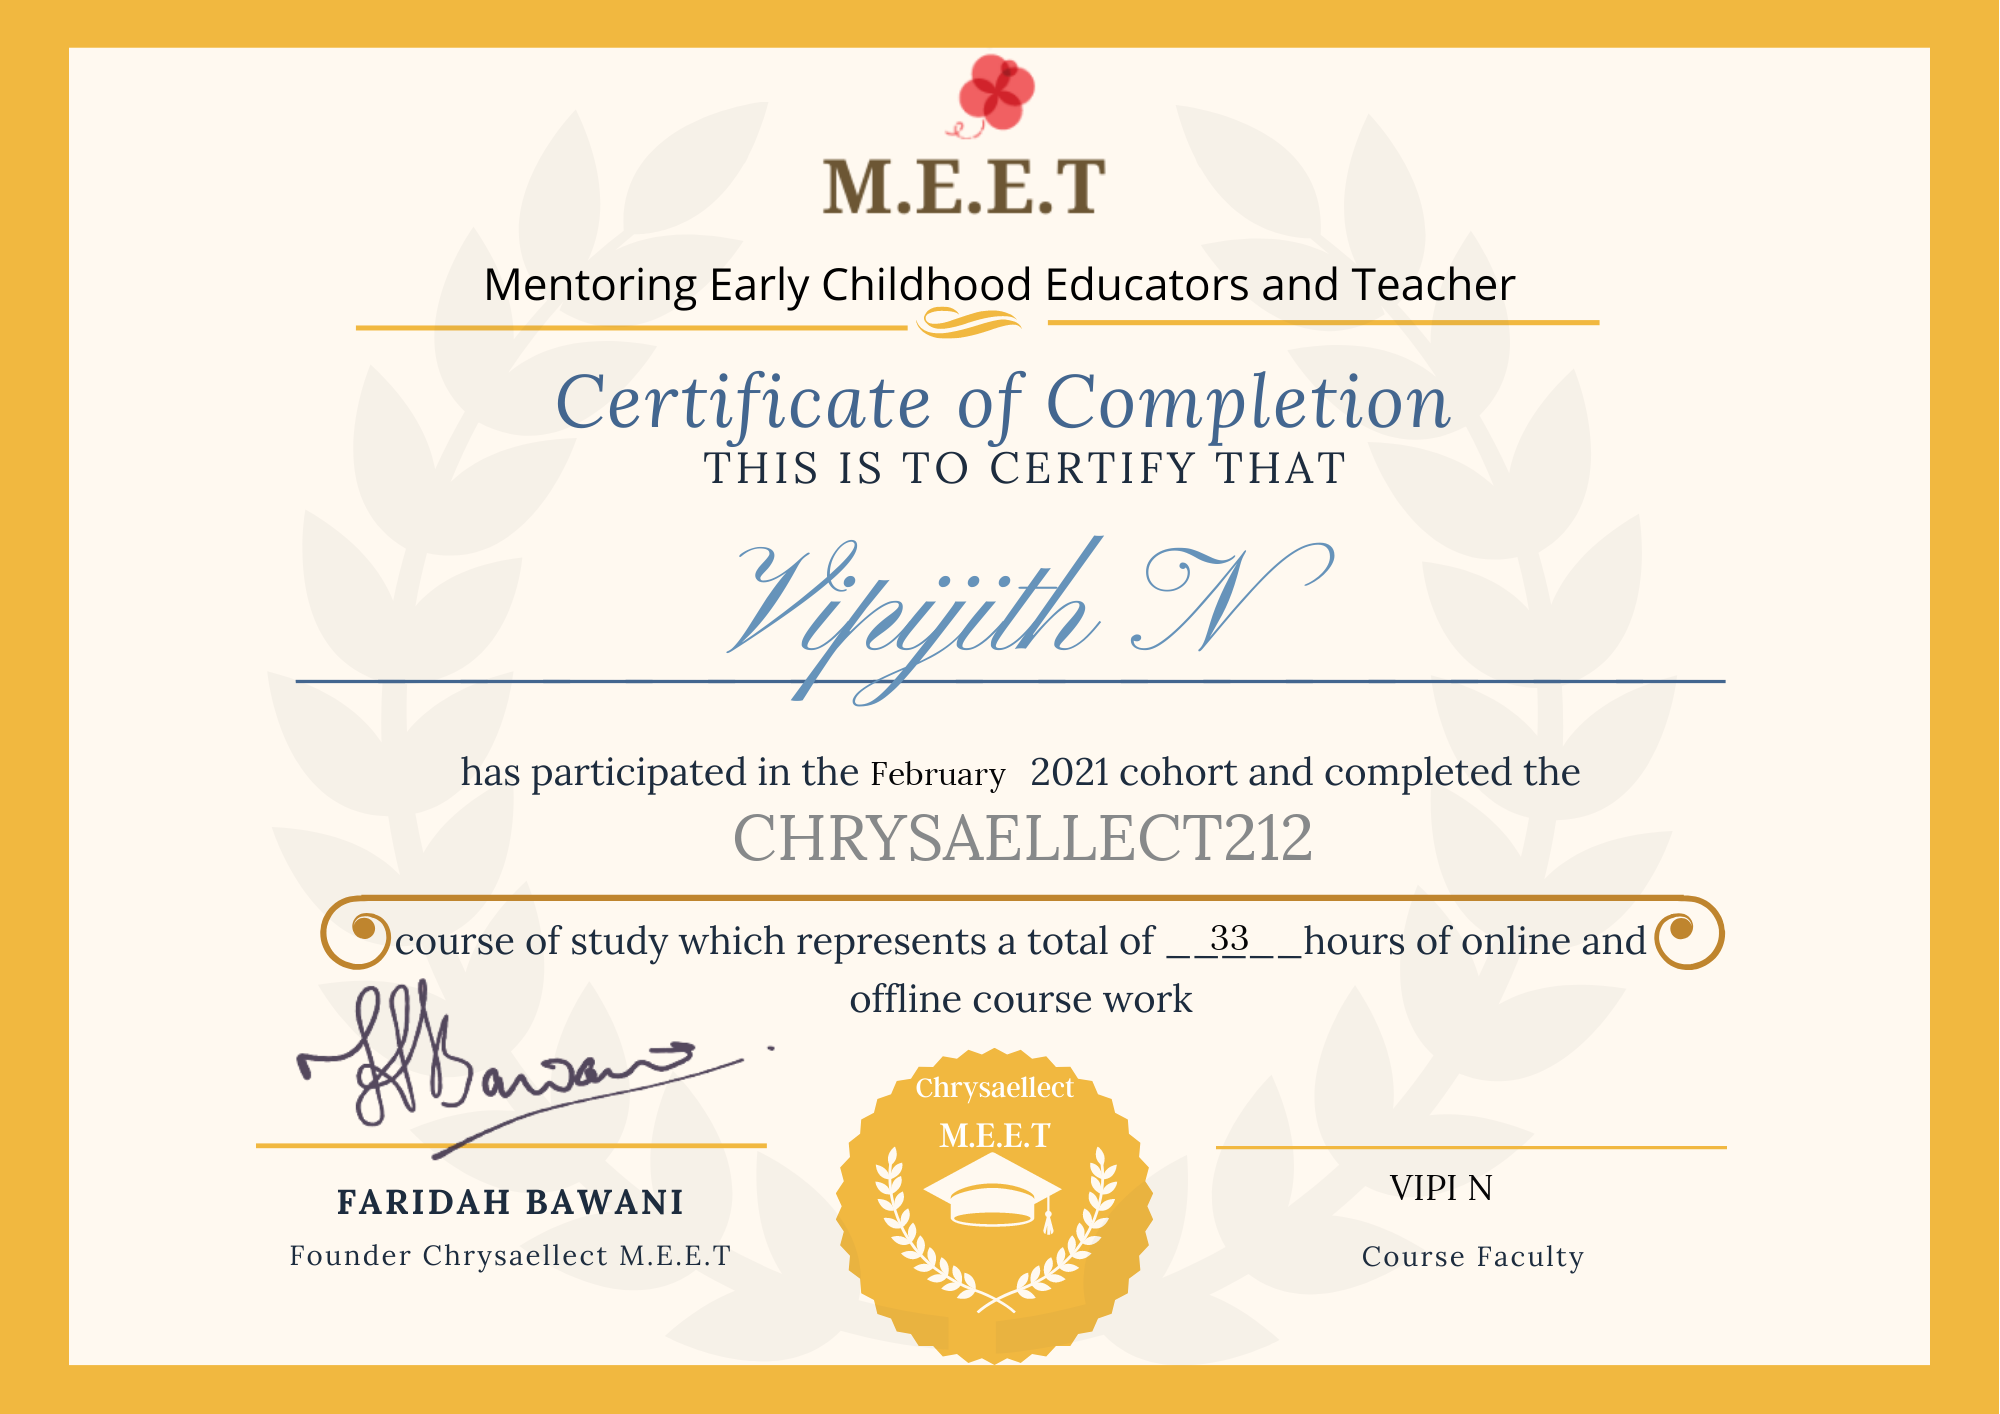 M.E.E.T
Mentoring Early Childhood Educators and Teacher
Certificate of Completion
THIS IS TO CERTIFY THAT
Vipijith N
has participated in the February 2021 cohort and completed the
CHRYSAELLECT212
course of study which represents a total of __33__hours of online and
offline course work
Bawani
Chrysaellect
M.E.E.T
FARIDAH BAWANI
Founder Chrysaellect M.E.E.T
VIPI N
Course Faculty